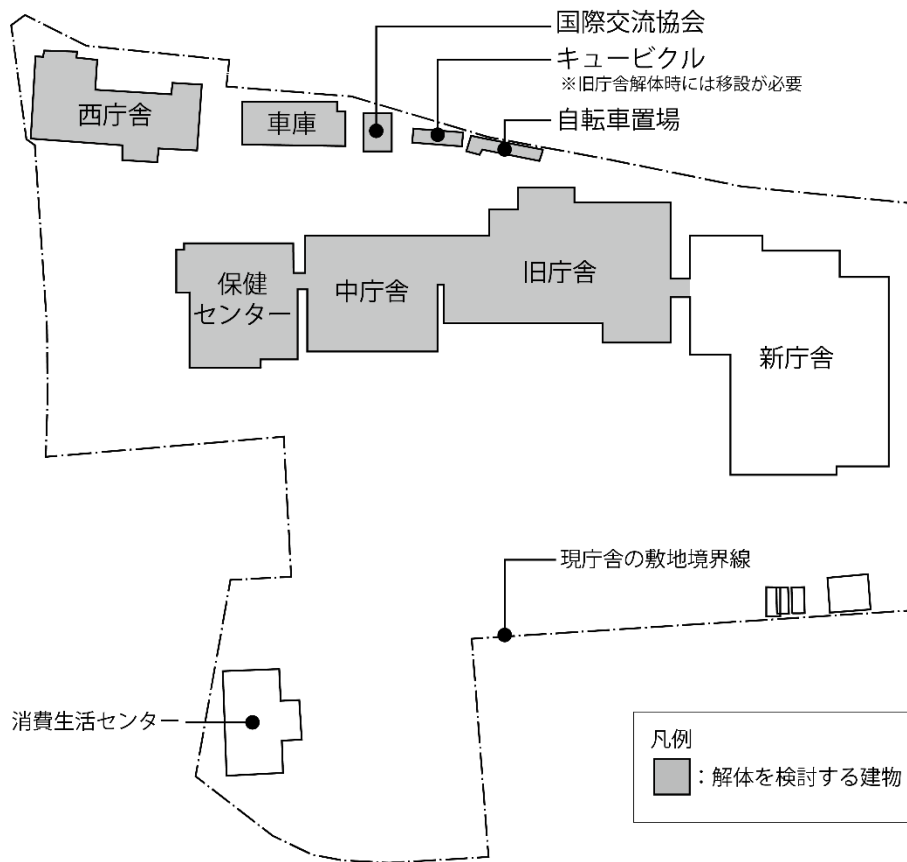 国際交流協会
キュービクル
※旧庁舎解体時には移設が必要
自転車置場
西庁舎
車庫
保健
センター
中庁舎
旧庁舎
新庁舎
現庁舎の敷地境界線
消費生活センター
凡例
：解体を検討する建物